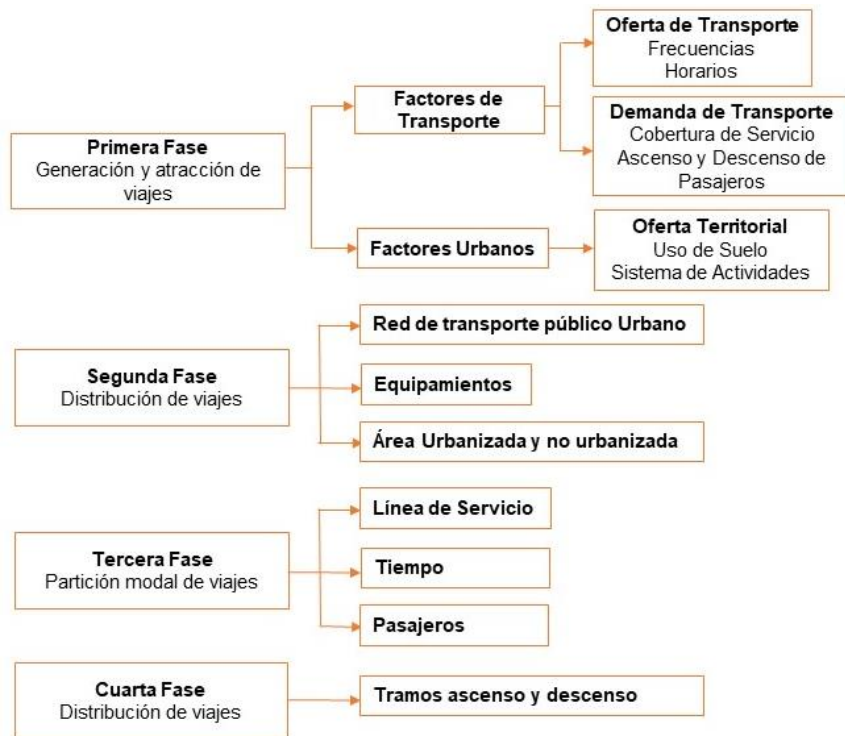 Primera Fase
Generación y atracción de
viajes
Factores de
Transporte
Oferta de Transporte
Frecuencias
Horarios
Demanda de Transporte
Cobertura de Servicio
Ascenso y Descenso de
Pasajeros
Factores Urbanos
Oferta Territorial
Uso de Suelo
Sistema de Actividades
Segunda Fase
Distribución de viajes
Red de transporte público Urbano
Equipamientos
Área Urbanizada y no urbanizada
Tercera Fase
Partición modal de viajes
Línea de Servicio
Tiempo
Pasajeros
Cuarta Fase
Distribución de viajes
Tramos ascenso y descenso